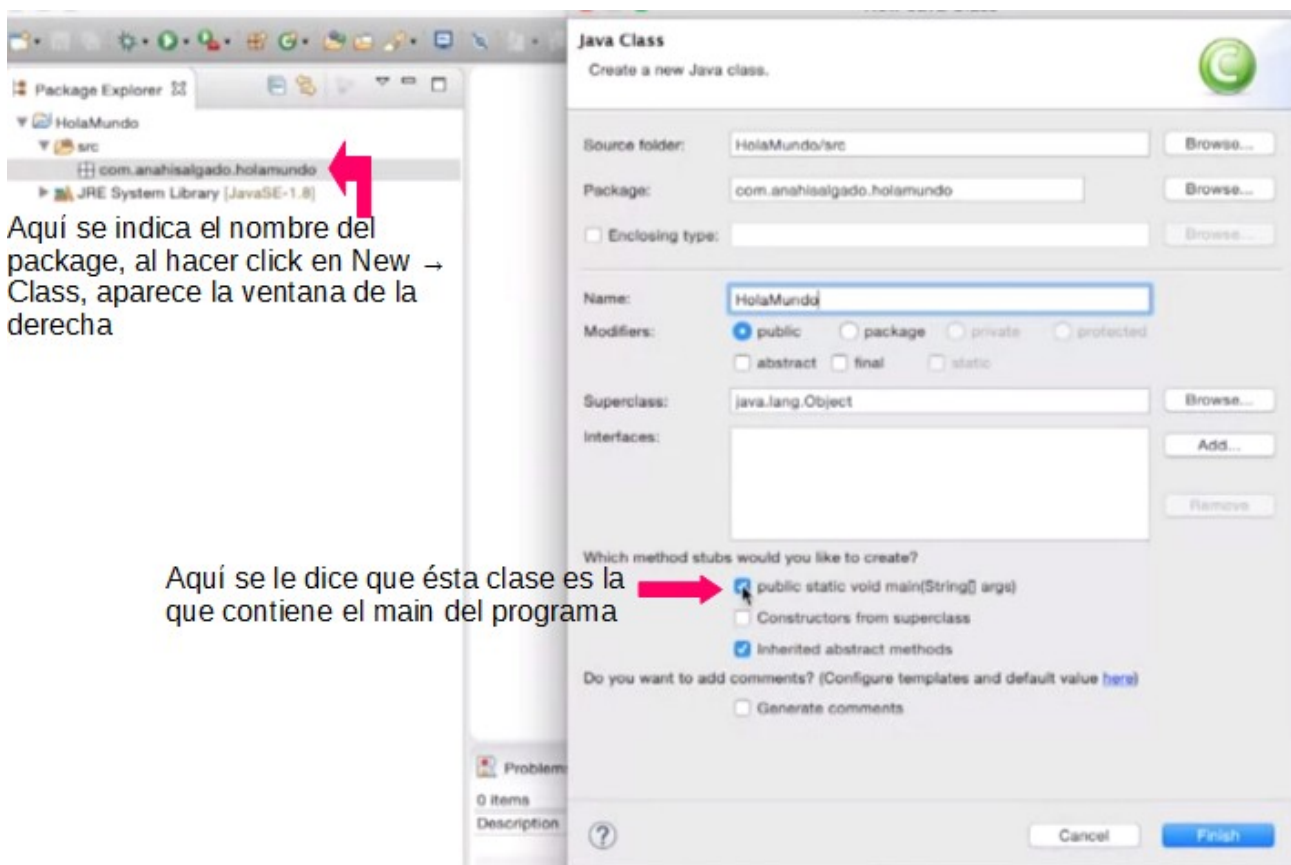 Java Class
Create a new Java class.
Package Explorer
HolaMundo
src
com.anahisalgado.holamundo
JRE System Library [JavaSE-1.8]
Aquí se indica el nombre del
package, al hacer click en New →
Class, aparece la ventana de la
derecha
Source folder: HolaMundo/src Browse...
Package: com.anahisalgado.holamundo Browse...
Enclosing type: Browse...
Name: HolaMundo
Modifiers: public package private protected
abstract final static
Superclass: java.lang.Object Browse...
Interfaces: Add...
Remove
Which method stubs would you like to create?
Aquí se le dice que ésta clase es la
que contiene el main del programa
public static void main(String[] args)
Constructors from superclass
Inherited abstract methods
Do you want to add comments? (Configure templates and default value here)
Generate comments
Problem
0 items
Description
Cancel Finish